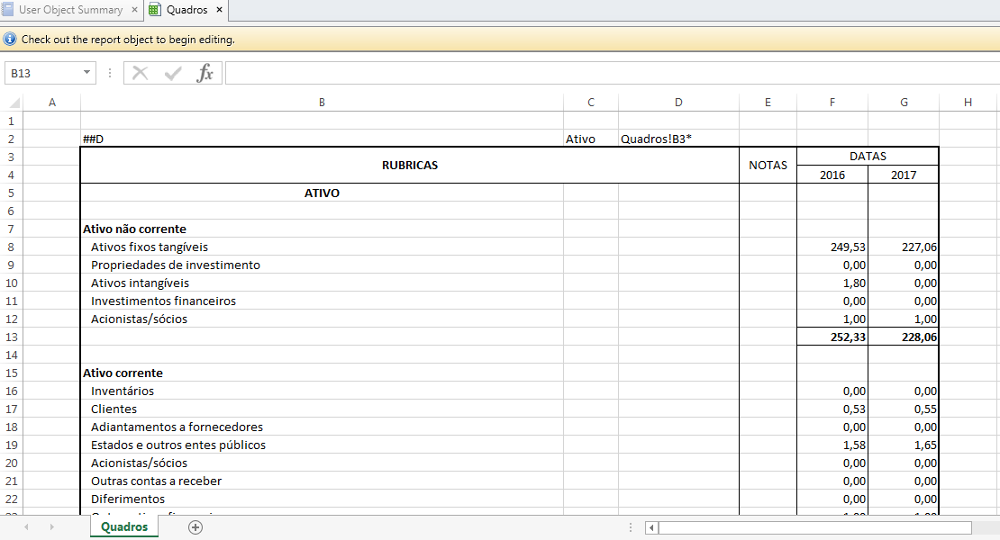 User Object Summary × Quadros ×
Check out the report object to begin editing.
B13 fx
A B C D E F G H
1
2 ##D Ativo Quadros!B3*
3 RUBRICAS NOTAS DATAS
4 2016 2017
5 ATIVO
6
7 Ativo não corrente
8 Ativos fixos tangíveis 249,53 227,06
9 Propriedades de investimento 0,00 0,00
10 Ativos intangíveis 1,80 0,00
11 Investimentos financeiros 0,00 0,00
12 Acionistas/sócios 1,00 1,00
13 252,33 228,06
14
15 Ativo corrente
16 Inventários 0,00 0,00
17 Clientes 0,53 0,55
18 Adiantamentos a fornecedores 0,00 0,00
19 Estados e outros entes públicos 1,58 1,65
20 Acionistas/sócios 0,00 0,00
21 Outras contas a receber 0,00 0,00
22 Diferimentos 0,00 0,00
Quadros